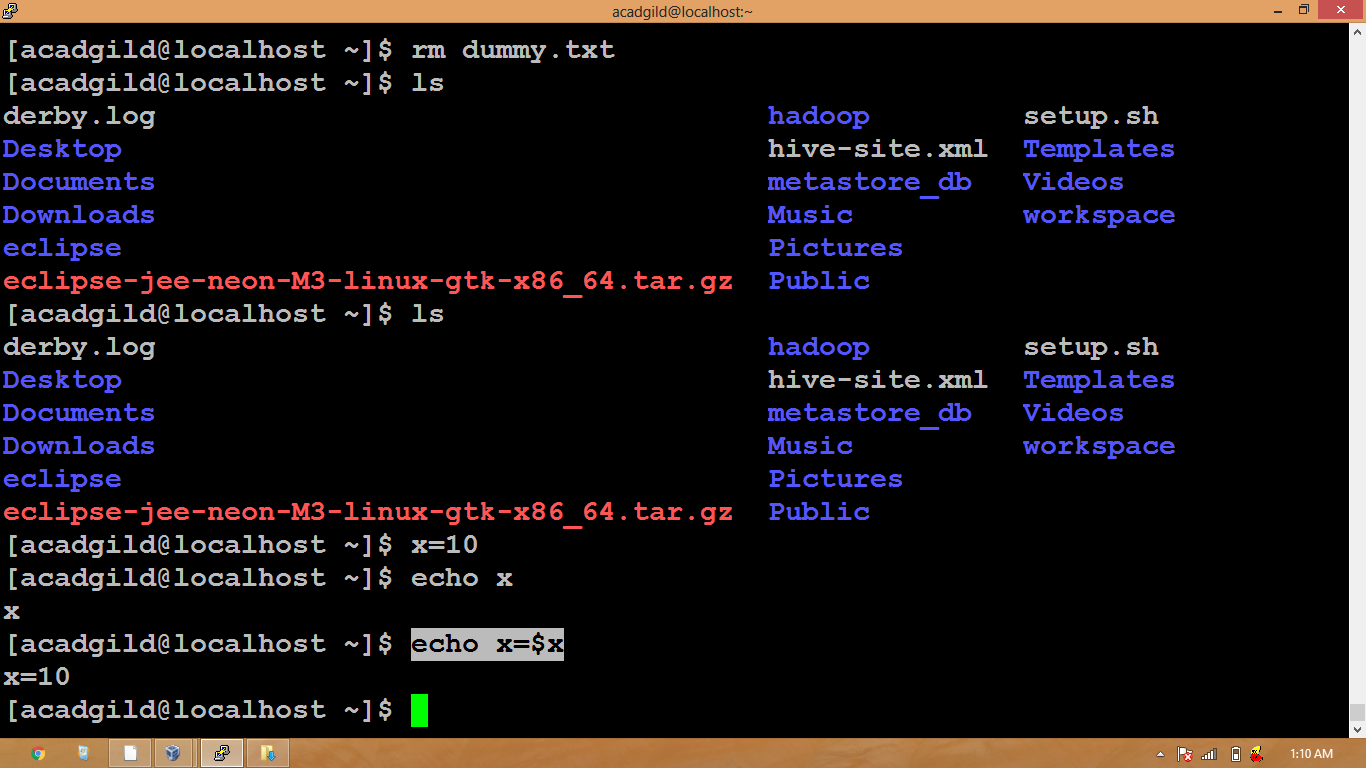 acadgild@localhost:~
[acadgild@localhost ~]$ rm dummy.txt
[acadgild@localhost ~]$ ls
derby.log hadoop setup.sh
Desktop hive-site.xml Templates
Documents metastore_db Videos
Downloads Music workspace
eclipse Pictures
eclipse-jee-neon-M3-linux-gtk-x86_64.tar.gz Public
[acadgild@localhost ~]$ ls
derby.log hadoop setup.sh
Desktop hive-site.xml Templates
Documents metastore_db Videos
Downloads Music workspace
eclipse Pictures
eclipse-jee-neon-M3-linux-gtk-x86_64.tar.gz Public
[acadgild@localhost ~]$ x=10
[acadgild@localhost ~]$ echo x
x
[acadgild@localhost ~]$ echo x=$x
x=10
[acadgild@localhost ~]$
1:10 AM